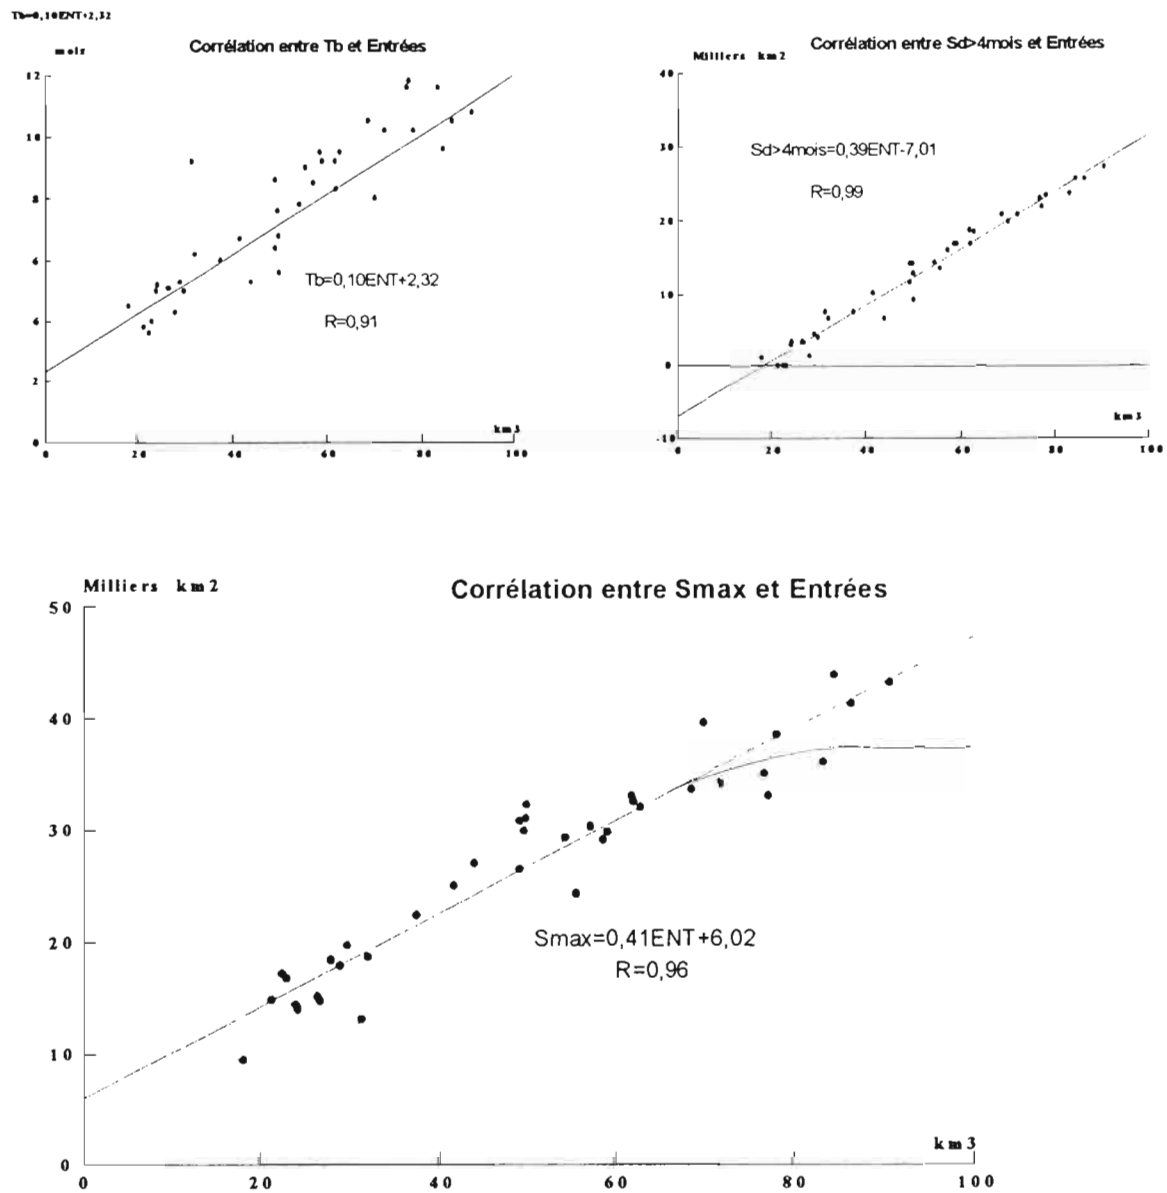 Tb=0,10ENT+2,32
Corrélation entre Tb et Entrées
mois
12
10
8
6
4
2
0
Tb=0,10ENT+2,32
R=0,91
km3
0 20 40 60 80 100
Corrélation entre Sd>4mois et Entrées
Milliers km2
40
30
20
10
0
-10
Sd>4mois=0,39ENT-7,01
R=0,99
km3
0 20 40 60 80 100
Corrélation entre Smax et Entrées
Milliers km2
50
40
30
20
10
0
Smax=0,41ENT+6,02
R=0,96
km3
0 20 40 60 80 100